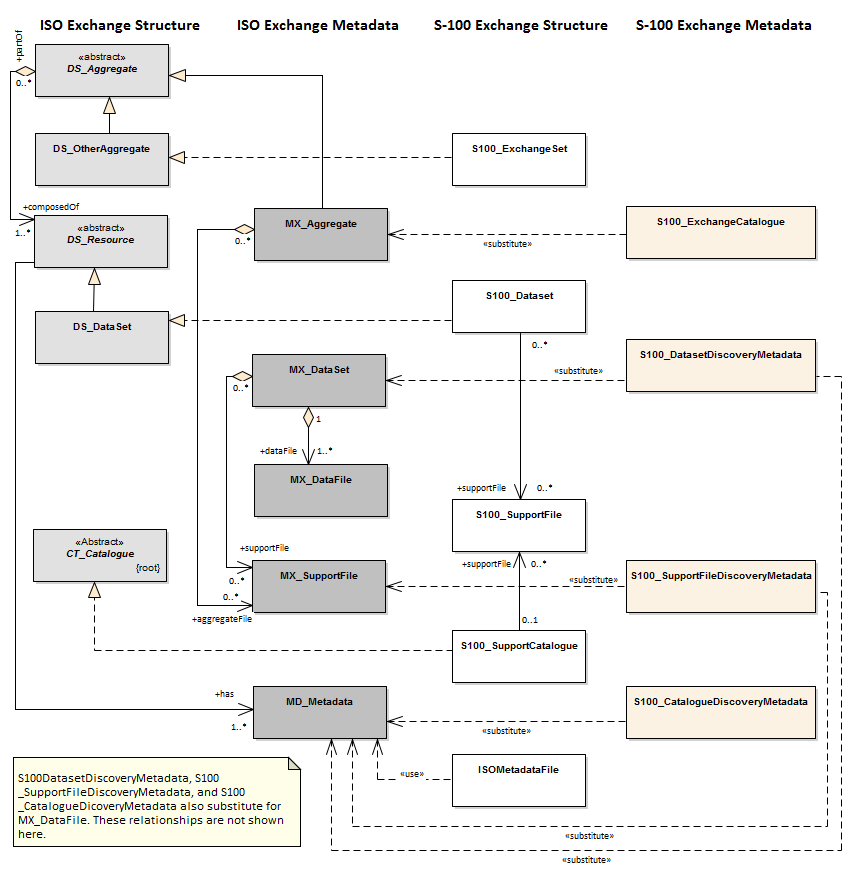 ISO Exchange Structure
ISO Exchange Metadata
S-100 Exchange Structure
S-100 Exchange Metadata
+partOf
0..*
«abstract»
DS_Aggregate
DS_OtherAggregate
S100_ExchangeSet
+composedOf
1..*
«abstract»
DS_Resource
MX_Aggregate
0..*
S100_ExchangeCatalogue
«substitute»
DS_DataSet
S100_Dataset
0..*
MX_DataSet
0..*
S100_DatasetDiscoveryMetadata
«substitute»
1
+dataFile
1..*
MX_DataFile
+supportFile
0..*
S100_SupportFile
«Abstract»
CT_Catalogue
{root}
+supportFile
0..*
MX_SupportFile
0..*
+aggregateFile
+supportFile
0..*
S100_SupportFileDiscoveryMetadata
«substitute»
0..1
S100_SupportCatalogue
+has
1..*
MD_Metadata
S100_CatalogueDiscoveryMetadata
«substitute»
ISOMetadataFile
«use»
S100DatasetDiscoveryMetadata, S100
_SupportFileDiscoveryMetadata, and S100
_CatalogueDicoveryMetadata also substitute for
MX_DataFile. These relationships are not shown
here.
«substitute»
«substitute»